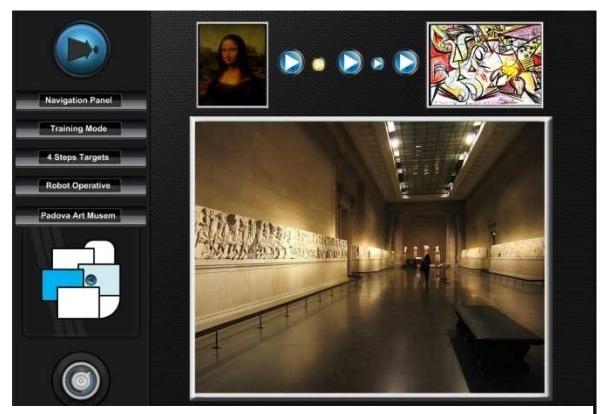 Navigation Panel
Training Mode
4 Steps Targets
Robot Operative
Padova Art Musem